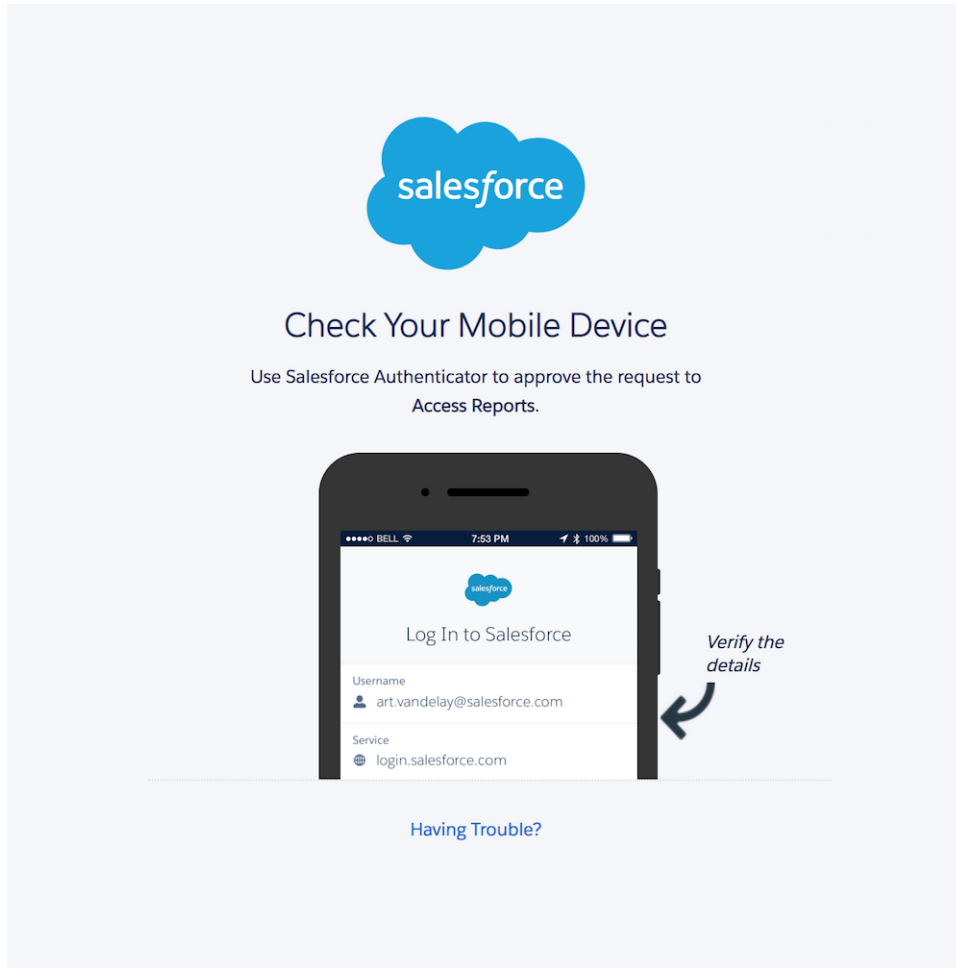 salesforce
Check Your Mobile Device
Use Salesforce Authenticator to approve the request to
Access Reports.
BELL 7:53 PM 100%
salesforce
Log In to Salesforce
Username
art.vandelay@salesforce.com
Service
login.salesforce.com
Verify the
details
Having Trouble?